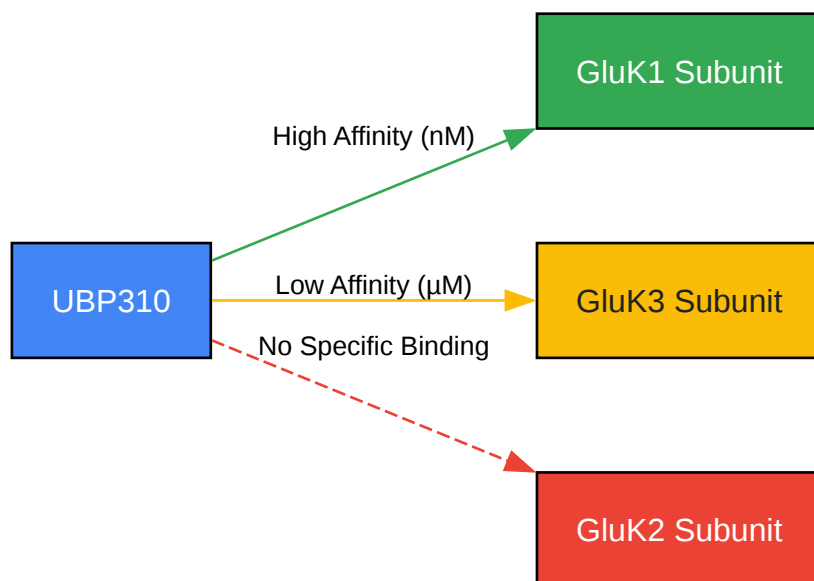 GluK1 Subunit
High Affinity (nM)
UBP310
Low Affinity (µM)
GluK3 Subunit
No Specific Binding
GluK2 Subunit